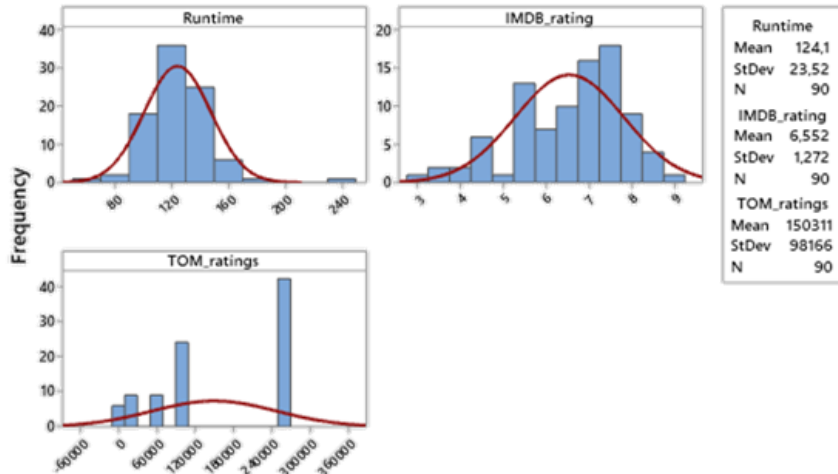 Runtime
40
30
20
10
0
80 120 160 200 240
IMDB_rating
20
15
10
5
0
3 4 5 6 7 8 9
TOM_ratings
40
30
20
10
0
-60000 0 60000 120000 180000 240000 300000 360000
Frequency
Runtime
Mean 124,1
StDev 23,52
N 90
IMDB_rating
Mean 6,552
StDev 1,272
N 90
TOM_ratings
Mean 150311
StDev 98166
N 90